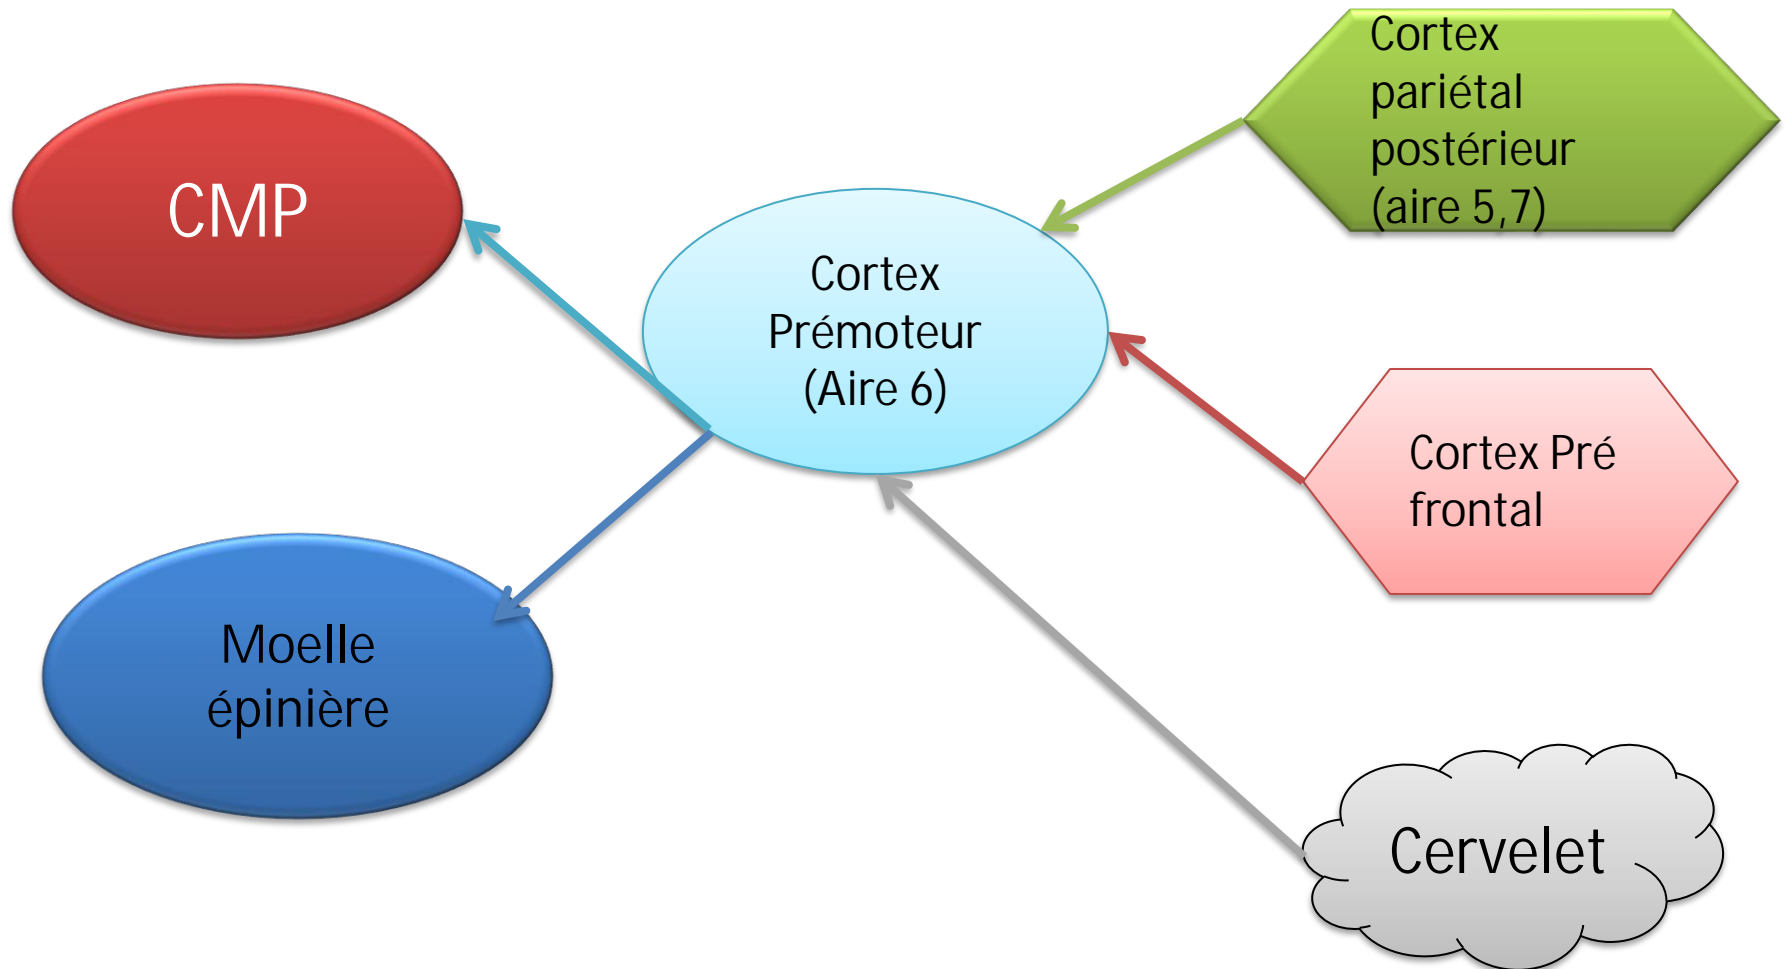 CMP
Moelle
épinière
Cortex
Prémoteur
(Aire 6)
Cortex
pariétal
postérieur
(aire 5,7)
Cortex Pré
frontal
Cervelet